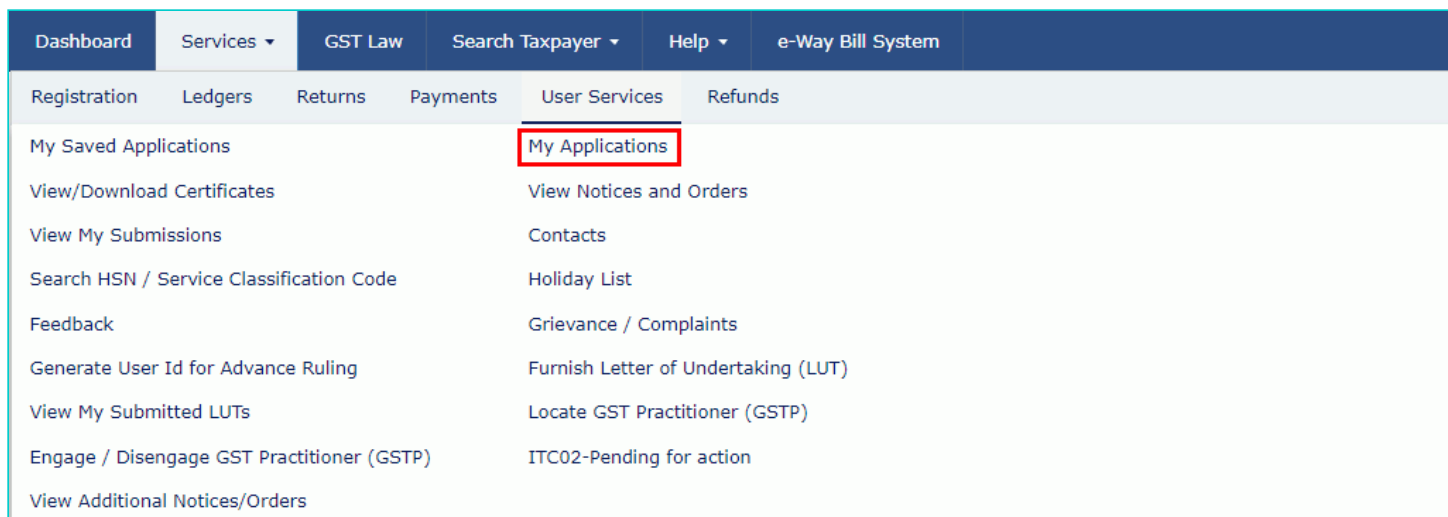 Dashboard Services GST Law Search Taxpayer Help e-Way Bill System
Registration Ledgers Returns Payments User Services Refunds
My Saved Applications My Applications
View/Download Certificates View Notices and Orders
View My Submissions Contacts
Search HSN / Service Classification Code Holiday List
Feedback Grievance / Complaints
Generate User Id for Advance Ruling Furnish Letter of Undertaking (LUT)
View My Submitted LUTs Locate GST Practitioner (GSTP)
Engage / Disengage GST Practitioner (GSTP) ITC02-Pending for action
View Additional Notices/Orders